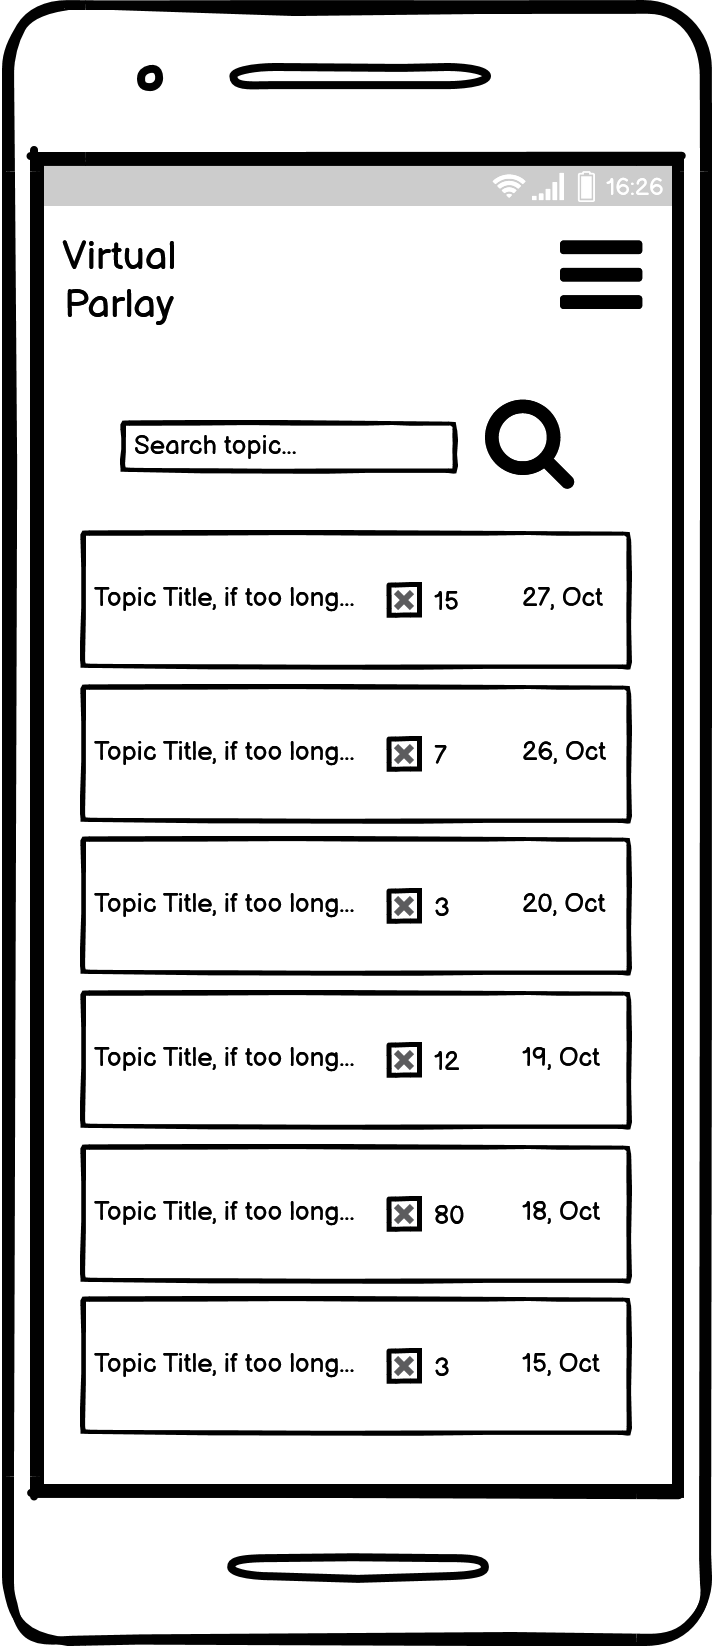 16:26
Virtual
Parlay
Search topic...
Topic Title, if too long... 15 27, Oct
Topic Title, if too long... 7 26, Oct
Topic Title, if too long... 3 20, Oct
Topic Title, if too long... 12 19, Oct
Topic Title, if too long... 80 18, Oct
Topic Title, if too long... 3 15, Oct